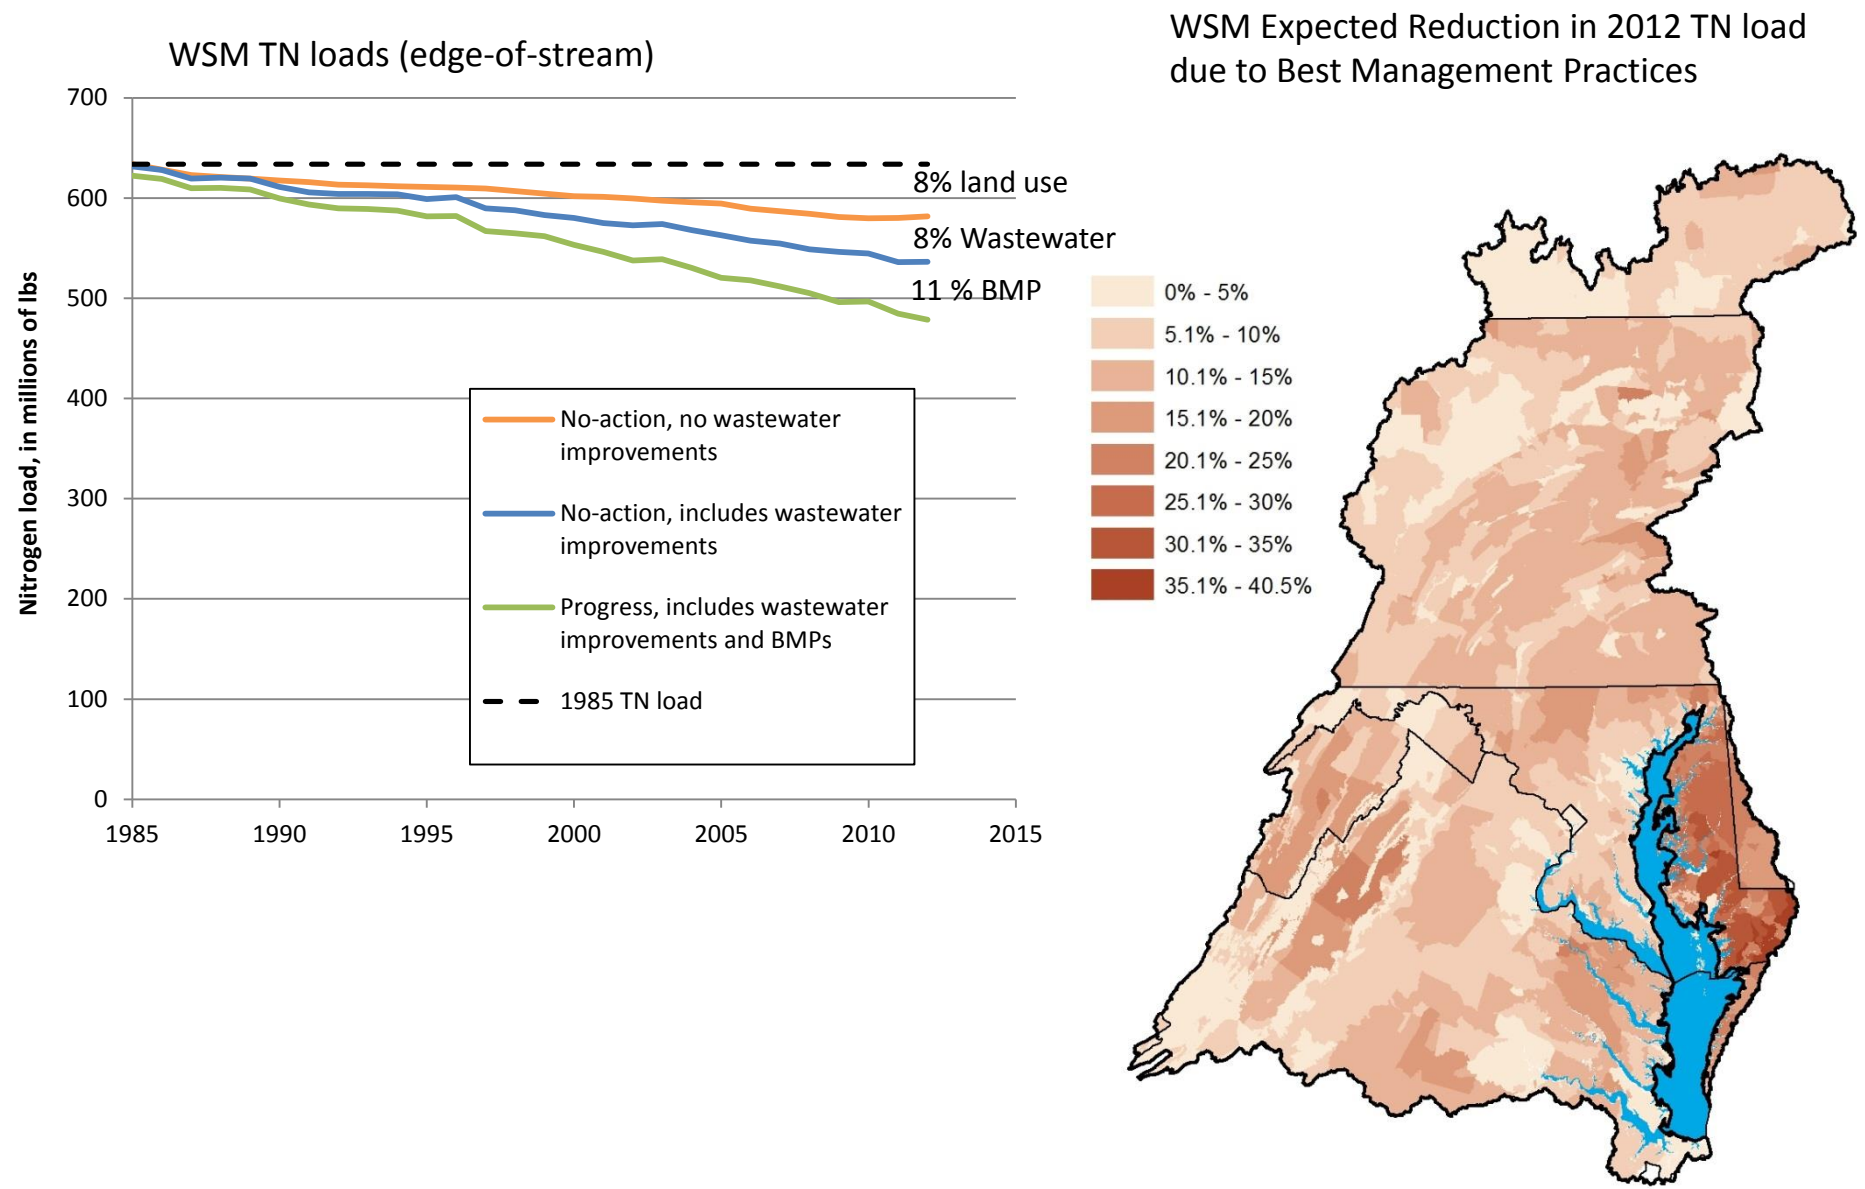 WSM TN loads (edge-of-stream)
Nitrogen load, in millions of lbs
700
600
500
400
300
200
100
0
1985
1990
1995
2000
2005
2010
2015
8% land use
8% Wastewater
11 % BMP
No-action, no wastewater
improvements
No-action, includes wastewater
improvements
Progress, includes wastewater
improvements and BMPs
1985 TN load
WSM Expected Reduction in 2012 TN load
due to Best Management Practices
0% - 5%
5.1% - 10%
10.1% - 15%
15.1% - 20%
20.1% - 25%
25.1% - 30%
30.1% - 35%
35.1% - 40.5%